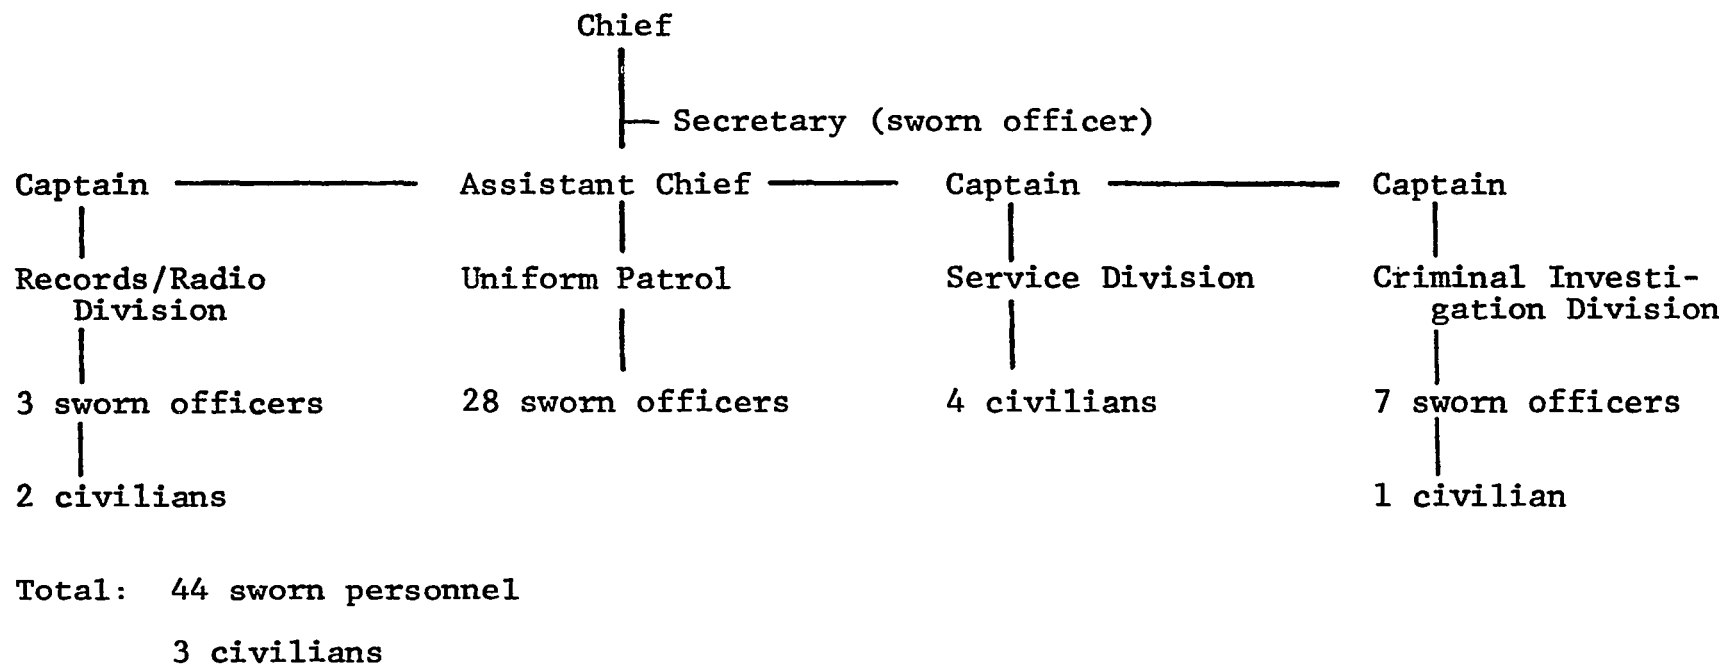 Chief
Secretary (sworn officer)
Captain Assistant Chief Captain Captain
Records/Radio Uniform Patrol Service Division Criminal Investi-
Division gation Division
3 sworn officers 28 sworn officers 4 civilians 7 sworn officers
2 civilians 1 civilian
Total: 44 sworn personnel
3 civilians